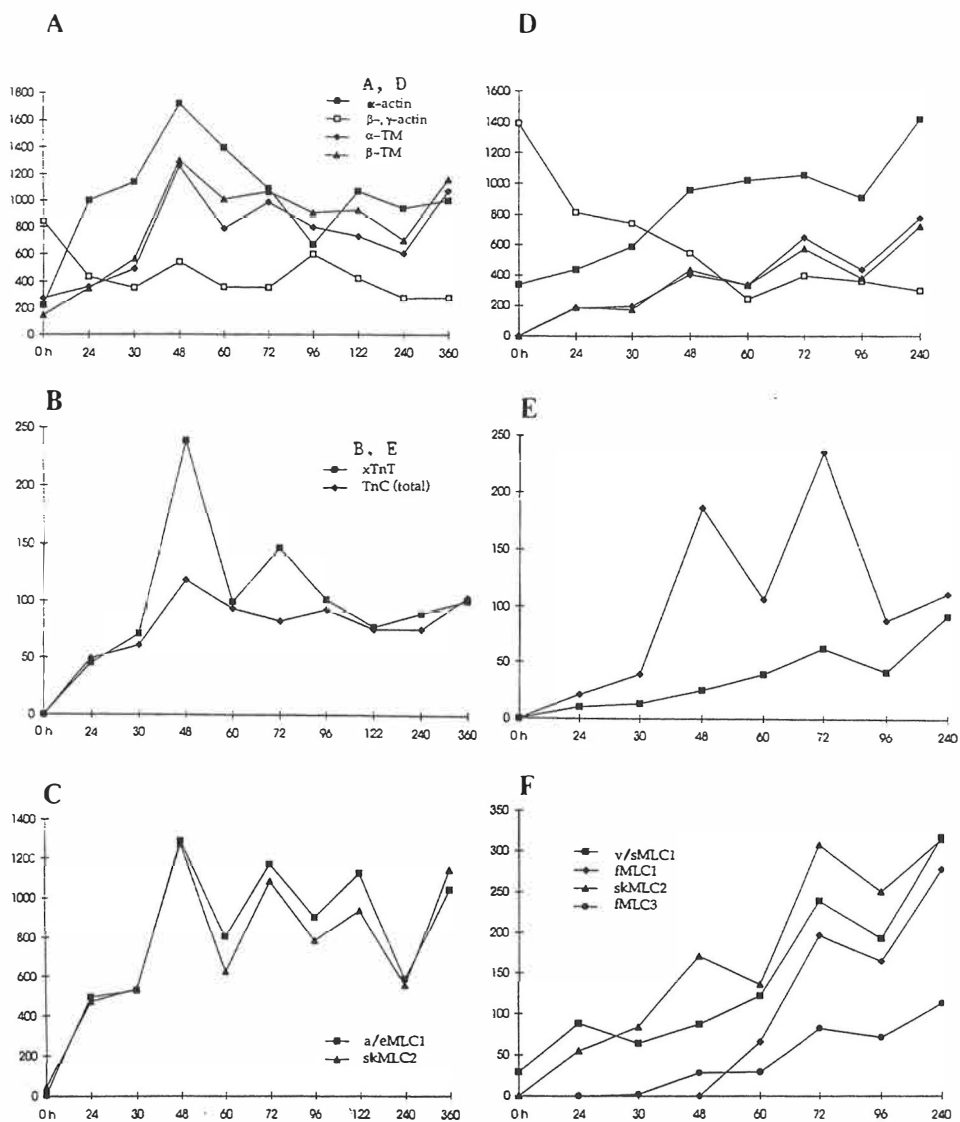 A
A, D
α-actin
β-, γ-actin
α-TM
β-TM
1800
1600
1400
1200
1000
800
600
400
200
0
0 h 24 30 48 60 72 96 122 240 360
B
B, E
xTnT
TnC (total)
250
200
150
100
50
0
0 h 24 30 48 60 72 96 122 240 360
C
1400
1200
1000
800
600
400
200
0
a/eMLC1
skMLC2
0 h 24 30 48 60 72 96 122 240 360
D
1600
1400
1200
1000
800
600
400
200
0
0 h 24 30 48 60 72 96 240
E
250
200
150
100
50
0
0 h 24 30 48 60 72 96 240
F
350
300
250
200
150
100
50
0
v/sMLC1
fMLC1
skMLC2
fMLC3
0 h 24 30 48 60 72 96 240